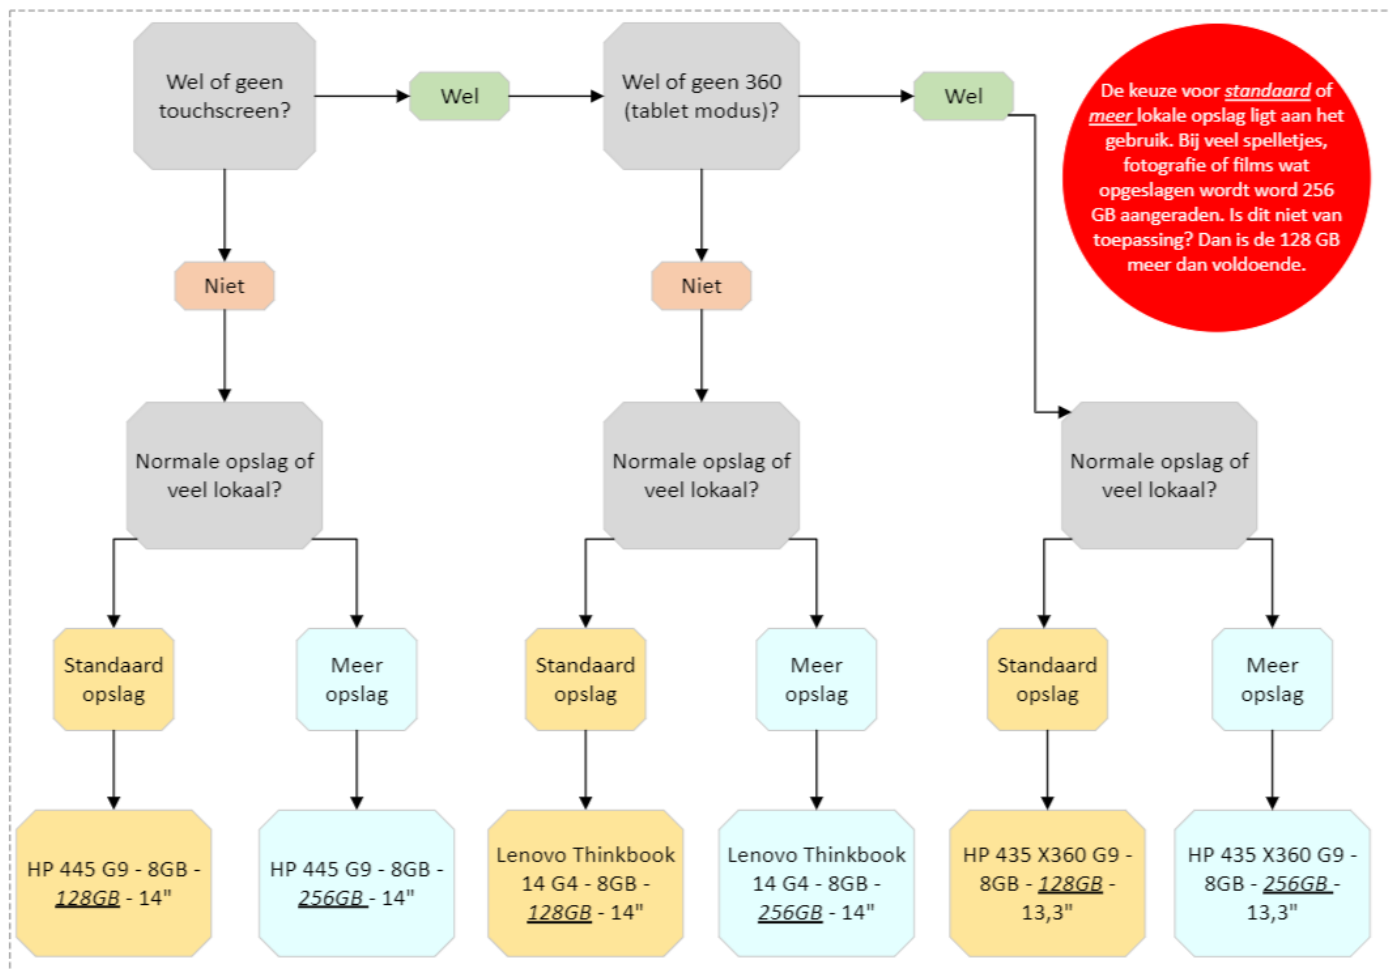 Wel of geen
touchscreen?
Wel
Wel of geen 360
(tablet modus)?
Wel
De keuze voor standaard of
meer lokale opslag ligt aan het
gebruik. Bij veel spelletjes,
fotografie of films wat
opgeslagen wordt word 256
GB aangeraden. Is dit niet van
toepassing? Dan is de 128 GB
meer dan voldoende.
Niet
Niet
Normale opslag of
veel lokaal?
Normale opslag of
veel lokaal?
Normale opslag of
veel lokaal?
Standaard
opslag
Meer
opslag
Standaard
opslag
Meer
opslag
Standaard
opslag
Meer
opslag
HP 445 G9 - 8GB -
128GB - 14"
HP 445 G9 - 8GB -
256GB - 14"
Lenovo Thinkbook
14 G4 - 8GB -
128GB - 14"
Lenovo Thinkbook
14 G4 - 8GB -
256GB - 14"
HP 435 X360 G9 -
8GB - 128GB -
13,3"
HP 435 X360 G9 -
8GB - 256GB -
13,3"